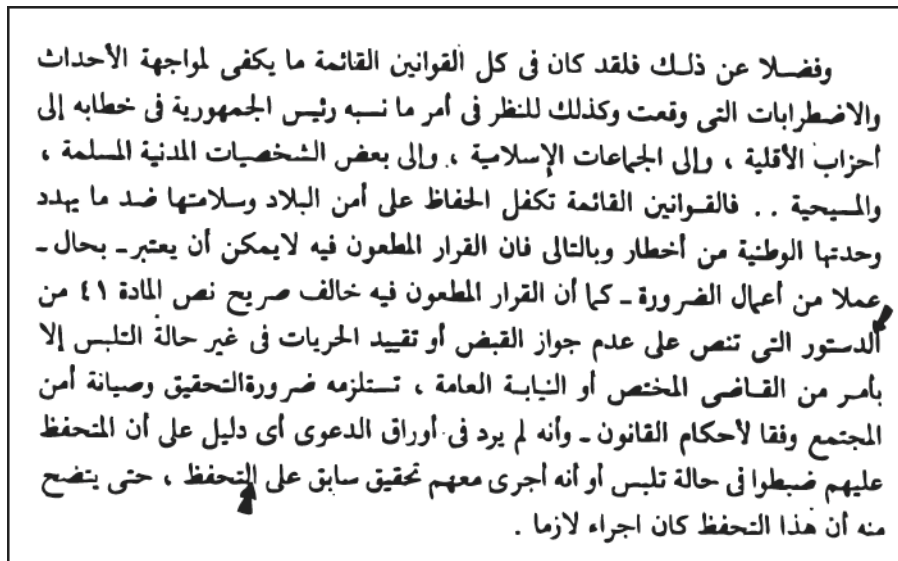 وفضلا عن ذلك فلقد كان فى كل القوانين القائمة ما يكفى لمواجهة الأحداث
والاضطرابات التى وقعت وكذلك للنظر فى أمر ما نسبه رئيس الجمهورية فى خطابه إلى
أحزاب الأقلية ، وإلى الجماعات الإسلامية ، وإلى بعض الشخصيات المدنية المسلمة ،
والمسيحية . . فالقوانين القائمة تكفل الحفاظ على أمن البلاد وسلامتها ضد ما يهدد
وحدتها الوطنية من أخطار وبالتالى فان القرار المطعون فيه لايمكن أن يعتبر ـ بحال ـ
عملا من أعمال الضرورة ـ كما أن القرار المطعون فيه خالف صريح نص المادة ٤١ من
الدستور التى تنص على عدم جواز القبض أو تقييد الحريات فى غير حالة التلبس إلا
بأمر من القاضى المختص أو النيابة العامة ، تستلزمه ضرورة التحقيق وصيانة أمن
المجتمع وفقا لأحكام القانون ـ وأنه لم يرد فى أوراق الدعوى أى دليل على أن المتحفظ
عليهم ضبطوا فى حالة تلبس أو أنه أجرى معهم تحقيق سابق على التحفظ ، حتى يتضح
منه أن هذا التحفظ كان اجراء لازما .